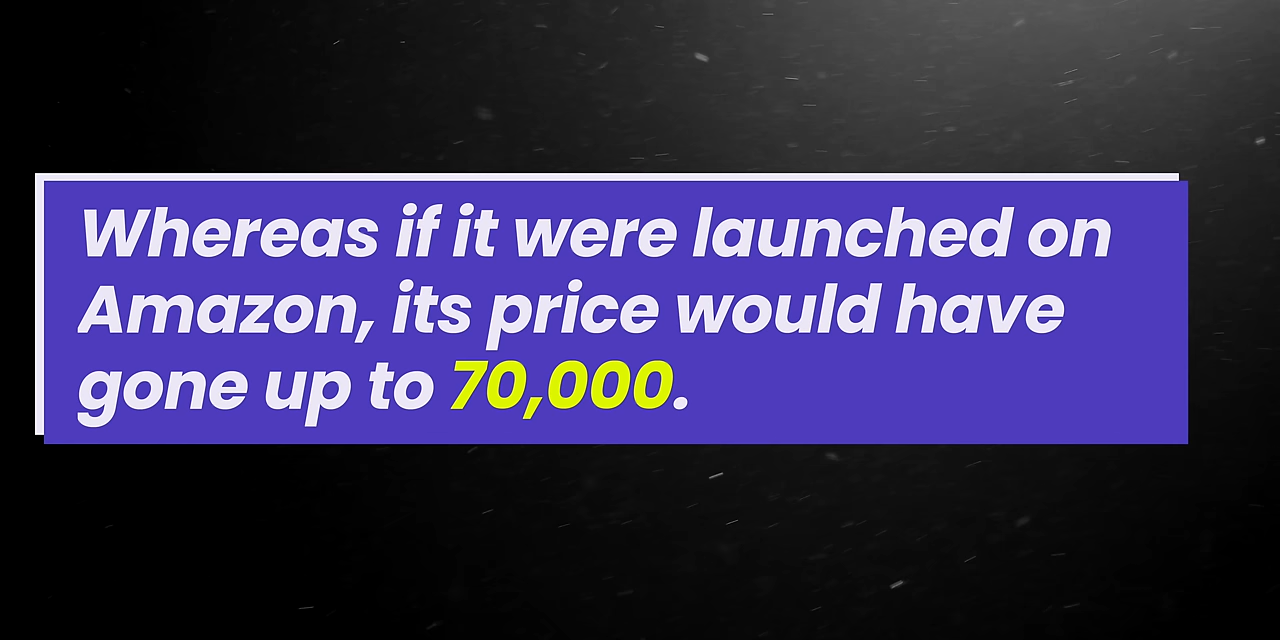 Whereas if it were launched on
Amazon, its price would have
gone up to 70,000.